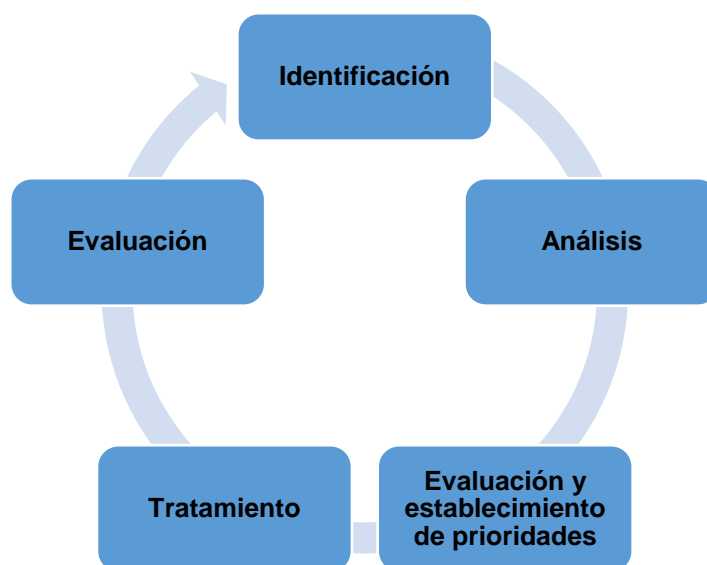 Identificación
Análisis
Evaluación y
establecimiento
de prioridades
Tratamiento
Evaluación